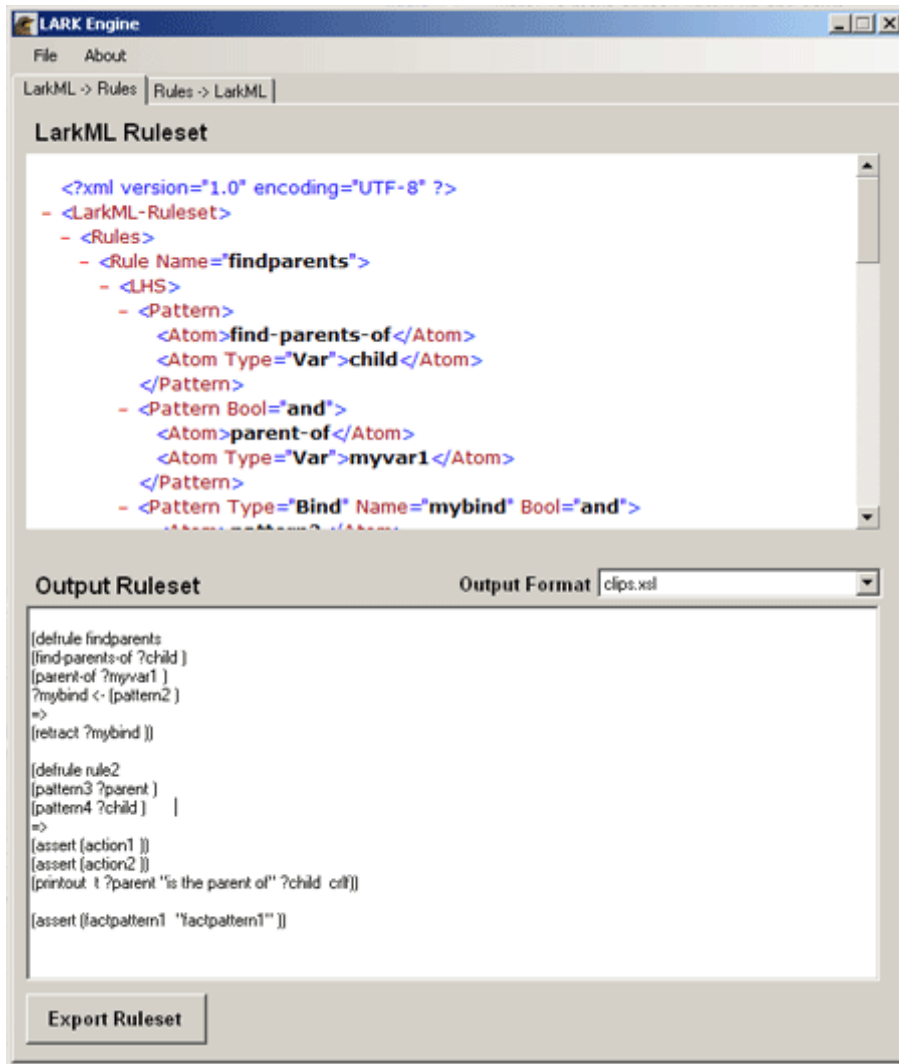 LARK Engine
File About
LarkML -> Rules Rules -> LarkML
LarkML Ruleset
<?xml version="1.0" encoding="UTF-8" ?>
- <LarkML-Ruleset>
- <Rules>
- <Rule Name="findparents">
- <LHS>
- <Pattern>
<Atom>find-parents-of</Atom>
<Atom Type="Var">child</Atom>
</Pattern>
- <Pattern Bool="and">
<Atom>parent-of</Atom>
<Atom Type="Var">myvar1</Atom>
</Pattern>
- <Pattern Type="Bind" Name="mybind" Bool="and">
<Atom>pattern2</Atom>
Output Ruleset Output Format clips.xsl
(defrule findparents
(find-parents-of ?child )
(parent-of ?myvar1 )
?mybind <- (pattern2 )
=>
(retract ?mybind ))
(defrule rule2
(pattern3 ?parent )
(pattern4 ?child )
=>
(assert (action1 ))
(assert (action2 ))
(printout t ?parent "is the parent of" ?child crlf))
(assert (factpattern1 "factpattern1" ))
Export Ruleset